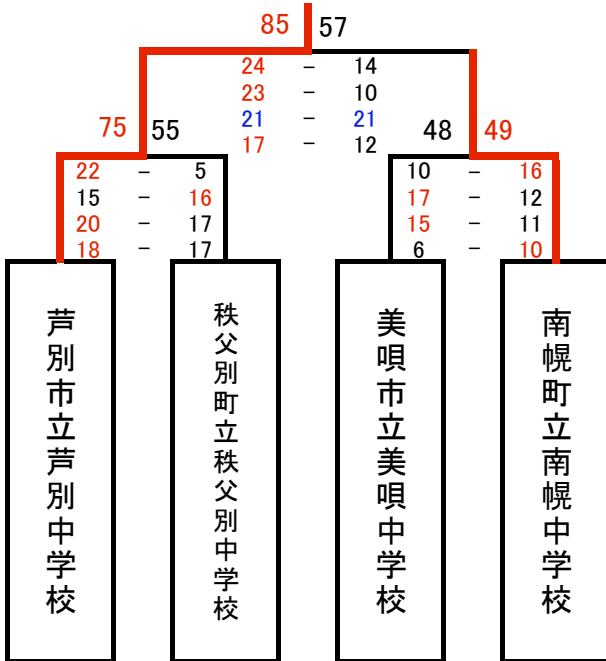 85 57
24 - 14
23 - 10
21 - 21
17 - 12
75 55
48 49
22 - 5
15 - 16
20 - 17
18 - 17
10 - 16
17 - 12
15 - 11
6 - 10
芦別市立芦別中学校
秩父別町立秩父別中学校
美唄市立美唄中学校
南幌町立南幌中学校